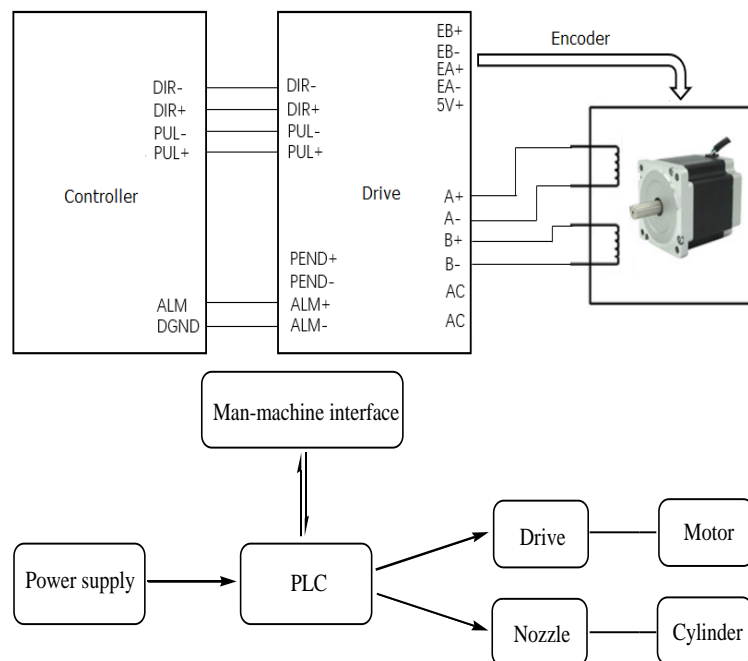 Controller
DIR-
DIR+
PUL-
PUL+
ALM
DGND
Drive
DIR-
DIR+
PUL-
PUL+
PEND+
PEND-
ALM+
ALM-
EB+
EB-
EA+
EA-
5V+
A+
A-
B+
B-
AC
AC
Encoder
Man-machine interface
Power supply
PLC
Drive
Motor
Nozzle
Cylinder